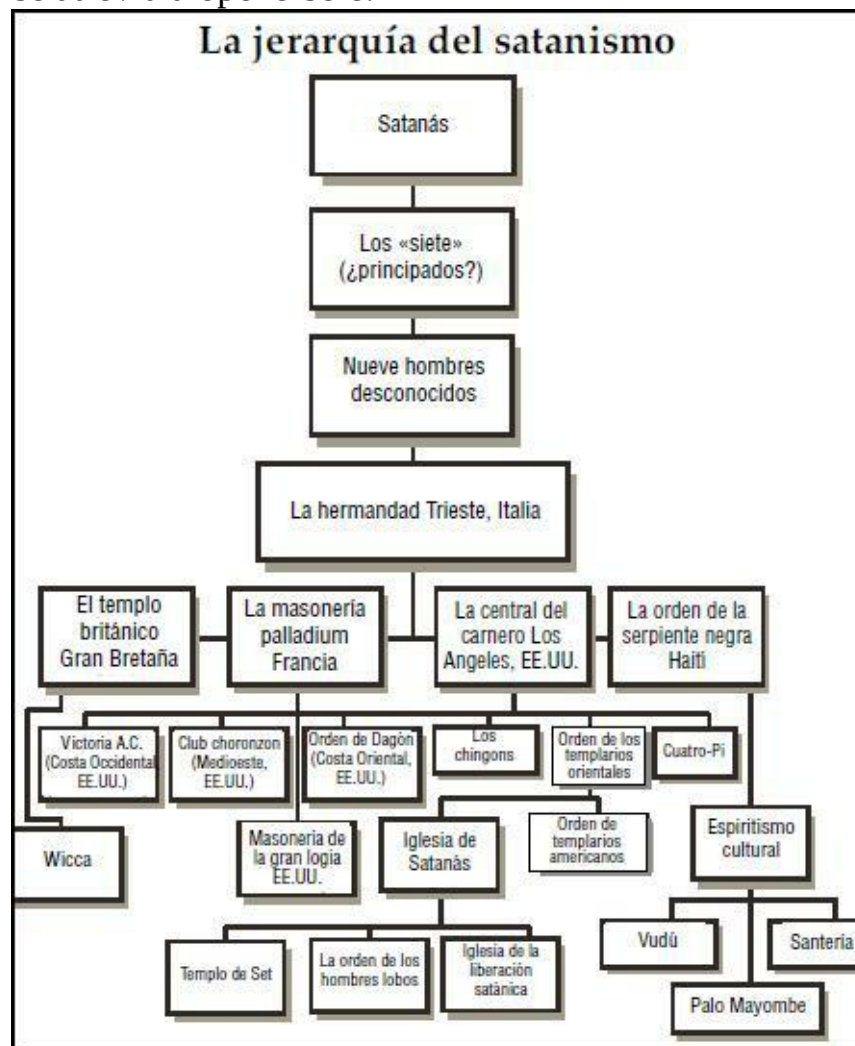 La jerarquía del satanismo
Satanás
Los «siete»
(¿principados?)
Nueve hombres
desconocidos
La hermandad Trieste, Italia
El templo
británico
Gran Bretaña
La masonería
palladium
Francia
La central del
carnero Los
Angeles, EE.UU.
La orden de la
serpiente negra
Haití
Victoria A.C.
(Costa Occidental,
EE.UU.)
Club choronzon
(Medioeste,
EE.UU.)
Orden de Dagón
(Costa Oriental,
EE.UU.)
Los
chingons
Orden de los
templarios
orientales
Cuatro-Pi
Wicca
Masonería de
la gran logia
EE.UU.
Iglesia de
Satanás
Orden de
templarios
americanos
Espiritismo
cultural
Templo de Set
La orden de los
hombres lobos
Iglesia de la
liberación
satánica
Vudú
Santería
Palo Mayombe